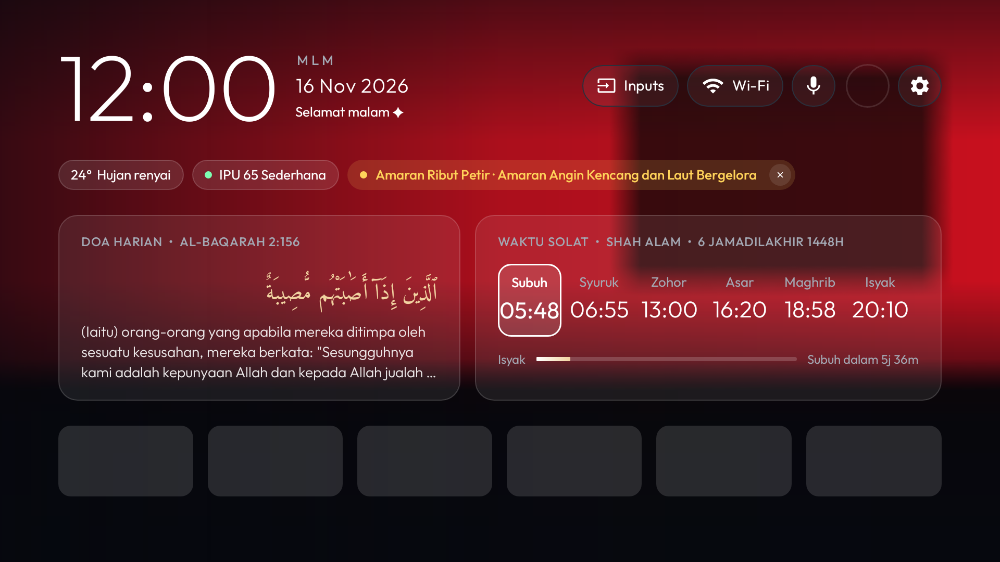 12:00
MLM
16 Nov 2026
Selamat malam
Inputs
Wi-Fi
24° Hujan renyai
IPU 65 Sederhana
Amaran Ribut Petir · Amaran Angin Kencang dan Laut Bergelora
DOA HARIAN • AL-BAQARAH 2:156
ٱلَّذِينَ إِذَآ أَصَٰبَتْهُم مُّصِيبَةٌ
(Iaitu) orang-orang yang apabila mereka ditimpa oleh
sesuatu kesusahan, mereka berkata: "Sesungguhnya
kami adalah kepunyaan Allah dan kepada Allah jualah ...
WAKTU SOLAT • SHAH ALAM • 6 JAMADILAKHIR 1448H
Subuh Syuruk Zohor Asar Maghrib Isyak
05:48 06:55 13:00 16:20 18:58 20:10
Isyak
Subuh dalam 5j 36m